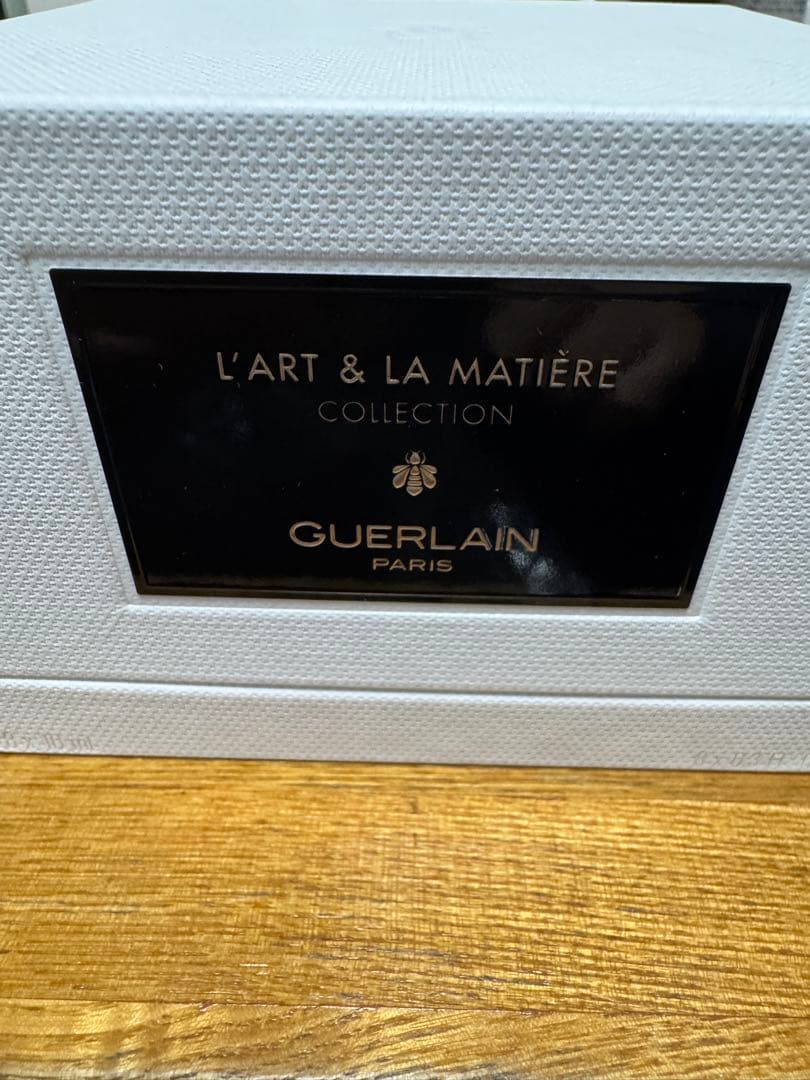 L'ART & LA MATIÈRE
COLLECTION
GUERLAIN
PARIS